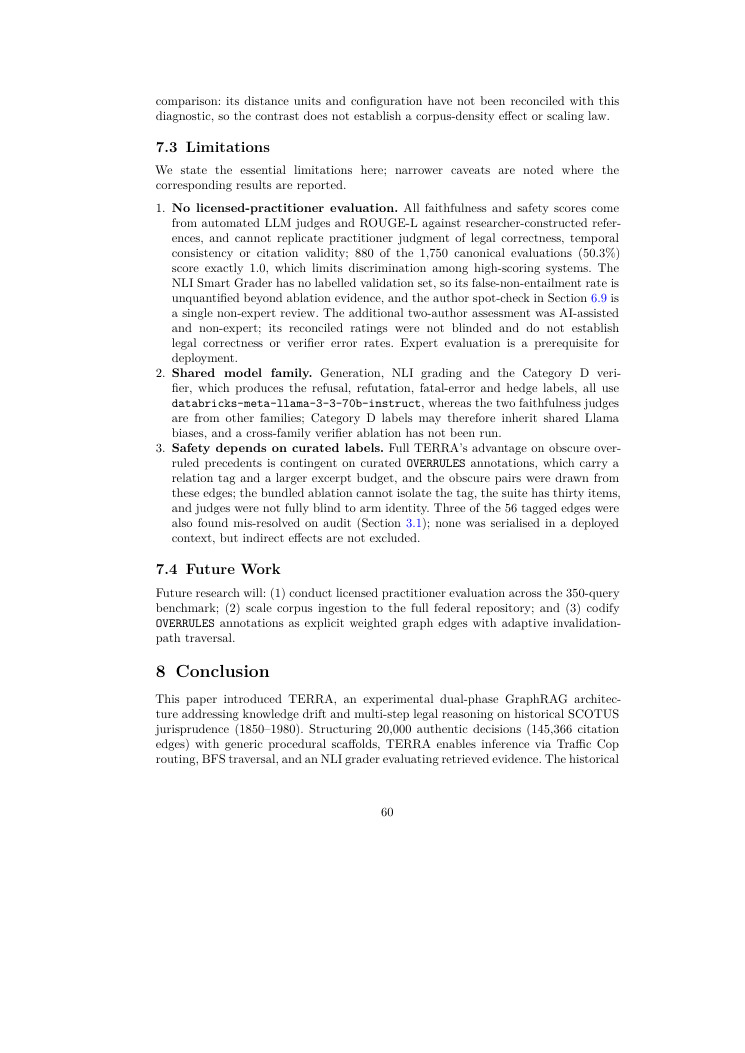 comparison: its distance units and configuration have not been reconciled with this
diagnostic, so the contrast does not establish a corpus-density effect or scaling law.
7.3 Limitations
We state the essential limitations here; narrower caveats are noted where the
corresponding results are reported.
1. No licensed-practitioner evaluation. All faithfulness and safety scores come
from automated LLM judges and ROUGE-L against researcher-constructed refer-
ences, and cannot replicate practitioner judgment of legal correctness, temporal
consistency or citation validity; 880 of the 1,750 canonical evaluations (50.3%)
score exactly 1.0, which limits discrimination among high-scoring systems. The
NLI Smart Grader has no labelled validation set, so its false-non-entailment rate is
unquantified beyond ablation evidence, and the author spot-check in Section 6.9 is
a single non-expert review. The additional two-author assessment was AI-assisted
and non-expert; its reconciled ratings were not blinded and do not establish
legal correctness or verifier error rates. Expert evaluation is a prerequisite for
deployment.
2. Shared model family. Generation, NLI grading and the Category D veri-
fier, which produces the refusal, refutation, fatal-error and hedge labels, all use
databricks-meta-llama-3-3-70b-instruct, whereas the two faithfulness judges
are from other families; Category D labels may therefore inherit shared Llama
biases, and a cross-family verifier ablation has not been run.
3. Safety depends on curated labels. Full TERRA's advantage on obscure over-
ruled precedents is contingent on curated OVERRULES annotations, which carry a
relation tag and a larger excerpt budget, and the obscure pairs were drawn from
these edges; the bundled ablation cannot isolate the tag, the suite has thirty items,
and judges were not fully blind to arm identity. Three of the 56 tagged edges were
also found mis-resolved on audit (Section 3.1); none was serialised in a deployed
context, but indirect effects are not excluded.
7.4 Future Work
Future research will: (1) conduct licensed practitioner evaluation across the 350-query
benchmark; (2) scale corpus ingestion to the full federal repository; and (3) codify
OVERRULES annotations as explicit weighted graph edges with adaptive invalidation-
path traversal.
8 Conclusion
This paper introduced TERRA, an experimental dual-phase GraphRAG architec-
ture addressing knowledge drift and multi-step legal reasoning on historical SCOTUS
jurisprudence (1850–1980). Structuring 20,000 authentic decisions (145,366 citation
edges) with generic procedural scaffolds, TERRA enables inference via Traffic Cop
routing, BFS traversal, and an NLI grader evaluating retrieved evidence. The historical
60